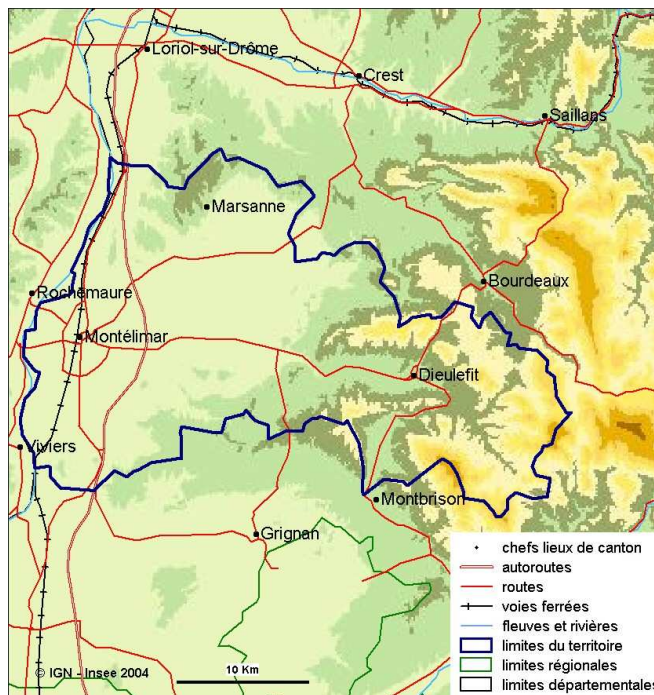 Loriol-sur-Drôme
Crest
Saillans
Marsanne
Bourdeaux
Rochemaure
Montélimar
Dieulefit
Viviers
Montbrison
Grignan
chefs lieux de canton
autoroutes
routes
voies ferrées
fleuves et rivières
limites du territoire
limites régionales
limites départementales
© IGN - Insee 2004
10 Km